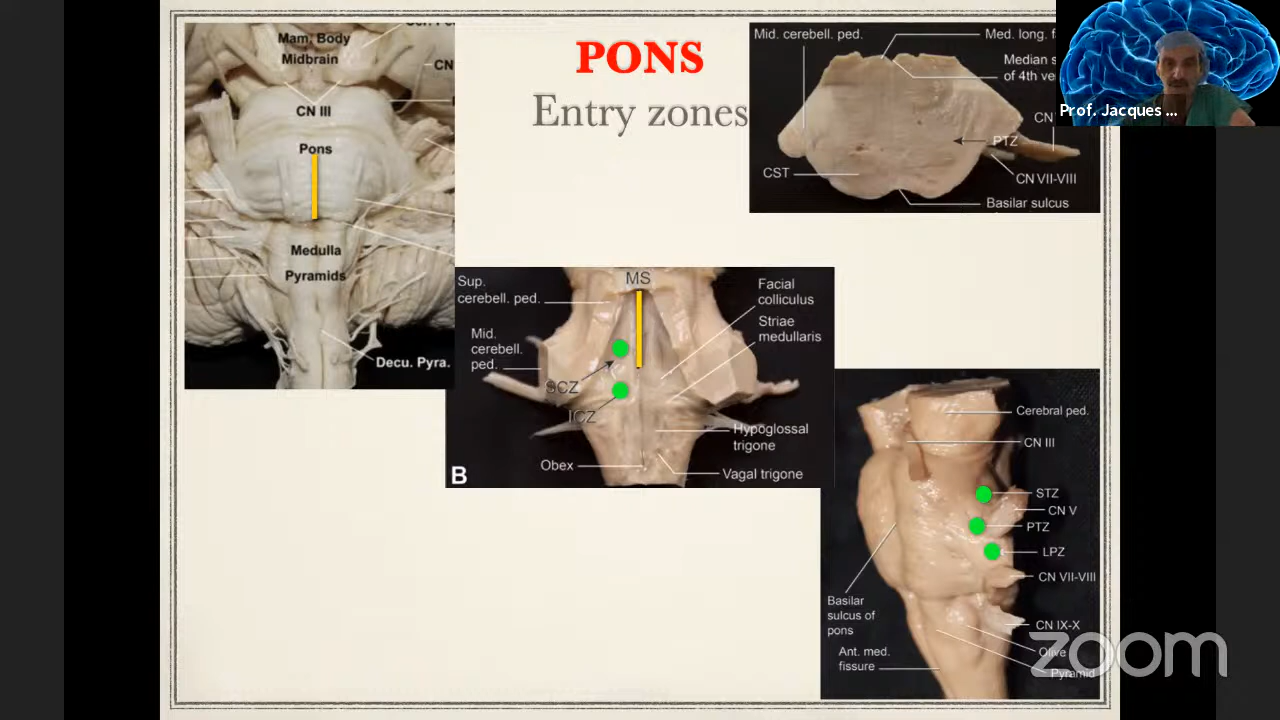 PONS
Entry zones
Mam. Body
Midbrain
CN
CN III
Pons
Medulla
Pyramids
Decu. Pyra.
Mid. cerebell. ped.
Med. long.
Median
of 4th
CN
PTZ
CST
CN VII-VIII
Basilar sulcus
Prof. Jacques ...
MS
Sup.
cerebell. ped.
Facial
colliculus
Striae
medullaris
Mid.
cerebell.
ped.
SCZ
ICZ
Hypoglossal
trigone
Obex
Vagal trigone
B
Cerebral ped.
CN III
STZ
CN V
PTZ
LPZ
CN VII-VIII
Basilar
sulcus of
pons
CN IX-X
Olive
Ant. med.
fissure
Pyramid
zoom